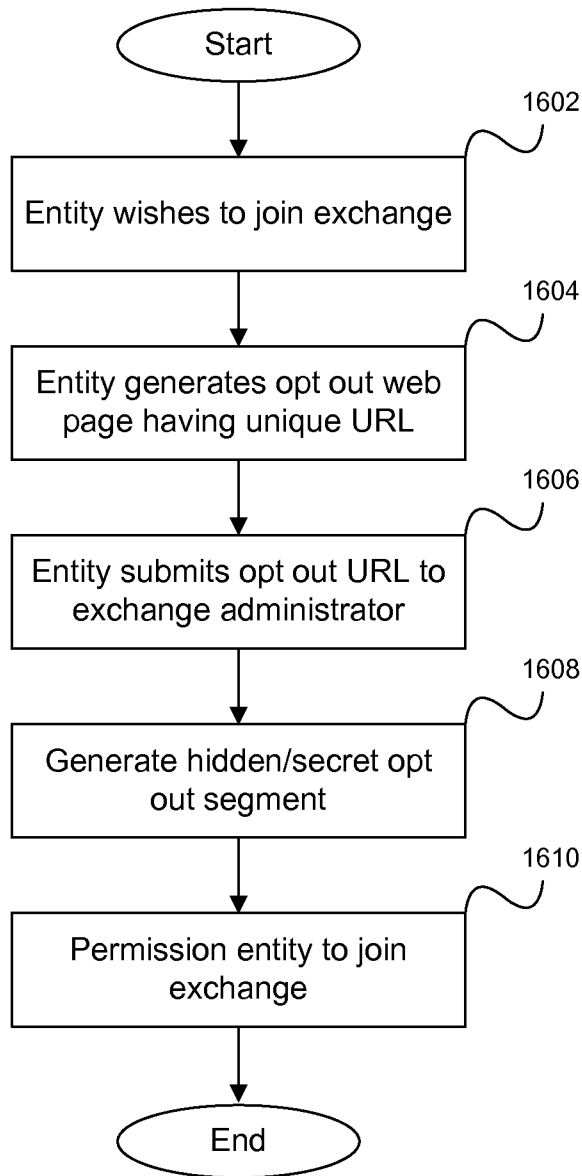 Start
1602
Entity wishes to join exchange
1604
Entity generates opt out web
page having unique URL
1606
Entity submits opt out URL to
exchange administrator
1608
Generate hidden/secret opt
out segment
1610
Permission entity to join
exchange
End